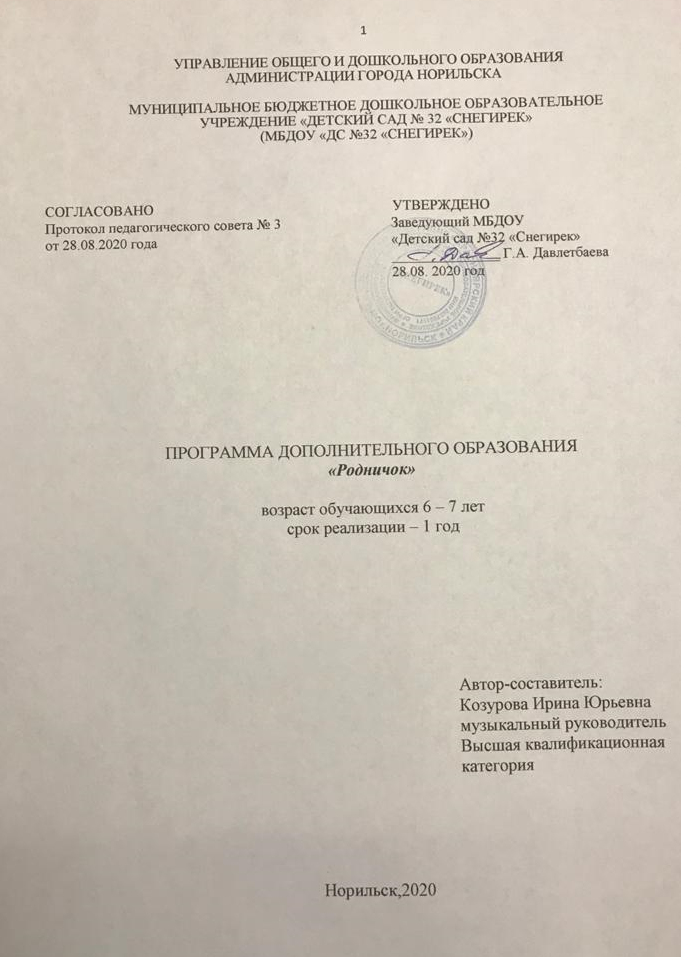 1
УПРАВЛЕНИЕ ОБЩЕГО И ДОШКОЛЬНОГО ОБРАЗОВАНИЯ
АДМИНИСТРАЦИИ ГОРОДА НОРИЛЬСКА
МУНИЦИПАЛЬНОЕ БЮДЖЕТНОЕ ДОШКОЛЬНОЕ ОБРАЗОВАТЕЛЬНОЕ
УЧРЕЖДЕНИЕ «ДЕТСКИЙ САД № 32 «СНЕГИРЕК»
(МБДОУ «ДС №32 «СНЕГИРЕК»)
СОГЛАСОВАНО
Протокол педагогического совета № 3
от 28.08.2020 года
УТВЕРЖДЕНО
Заведующий МБДОУ
«Детский сад №32 «Снегирек»
Г.А. Давлетбаева
28.08. 2020 год
ПРОГРАММА ДОПОЛНИТЕЛЬНОГО ОБРАЗОВАНИЯ
«Родничок»
возраст обучающихся 6 – 7 лет
срок реализации – 1 год
Автор-составитель:
Козурова Ирина Юрьевна
музыкальный руководитель
Высшая квалификационная
категория
Норильск,2020